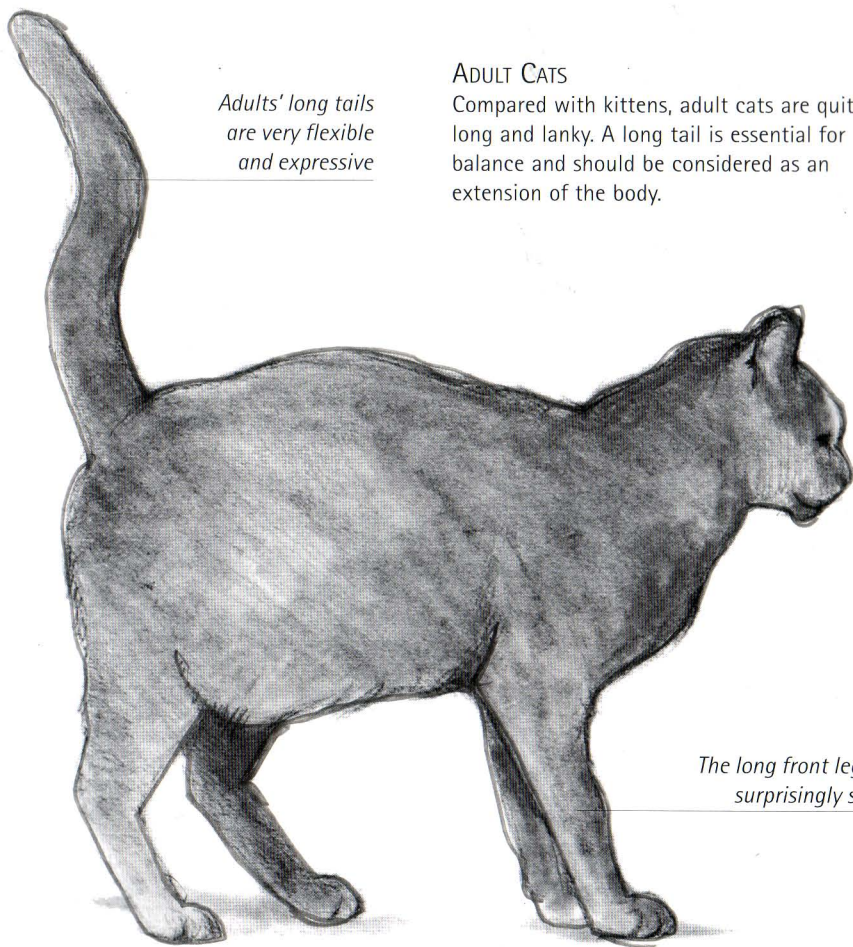 Adults' long tails
are very flexible
and expressive
ADULT CATS
Compared with kittens, adult cats are quit
long and lanky. A long tail is essential for
balance and should be considered as an
extension of the body.
The long front le
surprisingly s